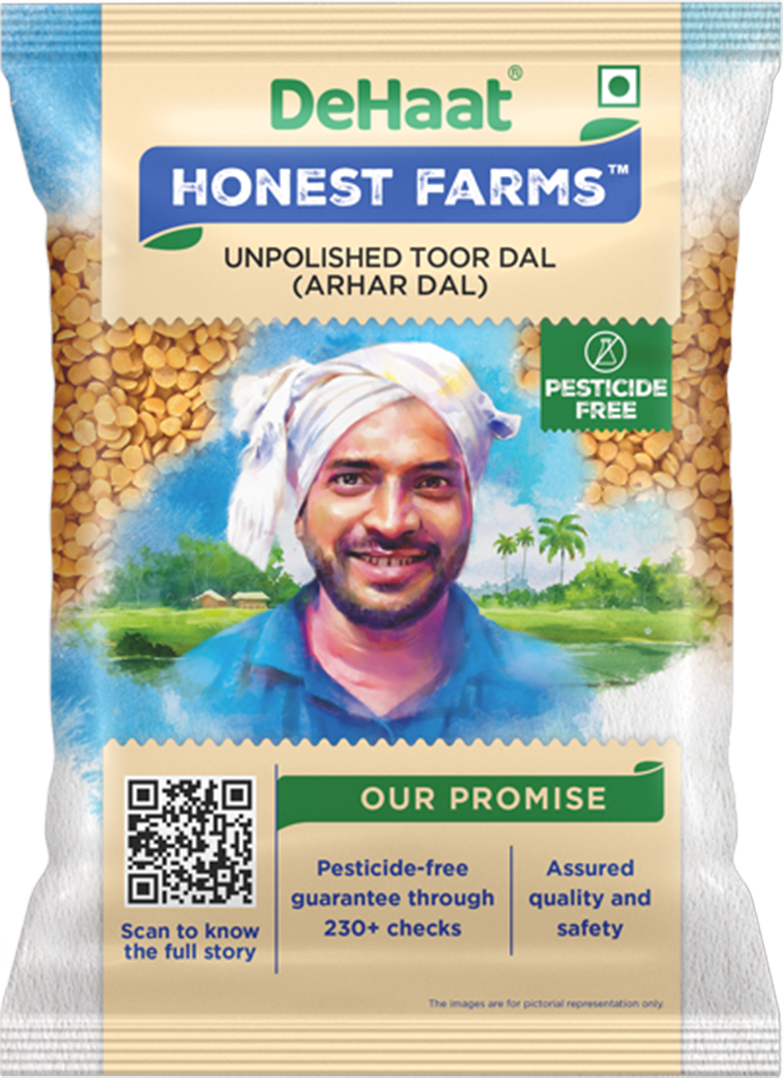 DeHaat®
HONEST FARMS™
UNPOLISHED TOOR DAL
(ARHAR DAL)
PESTICIDE
FREE
OUR PROMISE
Pesticide-free
guarantee through
230+ checks
Assured
quality and
safety
Scan to know
the full story
The images are for pictorial representation only.